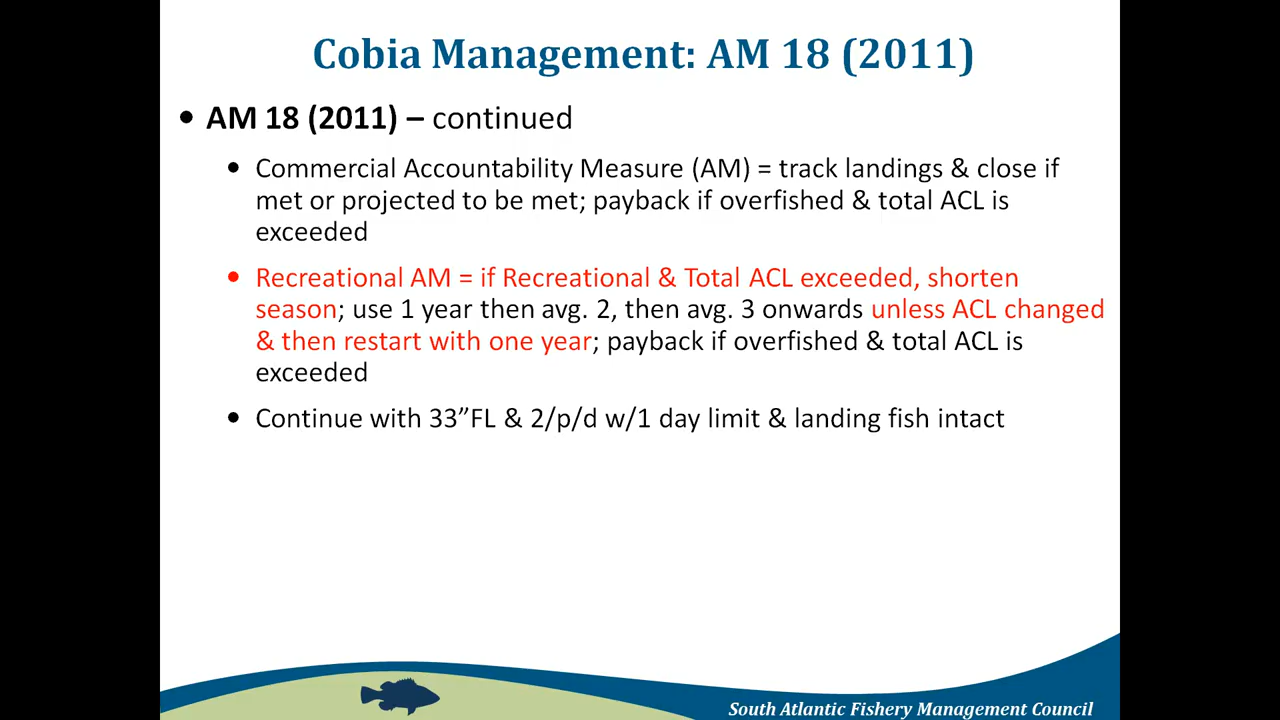 Cobia Management: AM 18 (2011)
• AM 18 (2011) – continued
• Commercial Accountability Measure (AM) = track landings & close if
met or projected to be met; payback if overfished & total ACL is
exceeded
• Recreational AM = if Recreational & Total ACL exceeded, shorten
season; use 1 year then avg. 2, then avg. 3 onwards unless ACL changed
& then restart with one year; payback if overfished & total ACL is
exceeded
• Continue with 33”FL & 2/p/d w/1 day limit & landing fish intact
South Atlantic Fishery Management Council